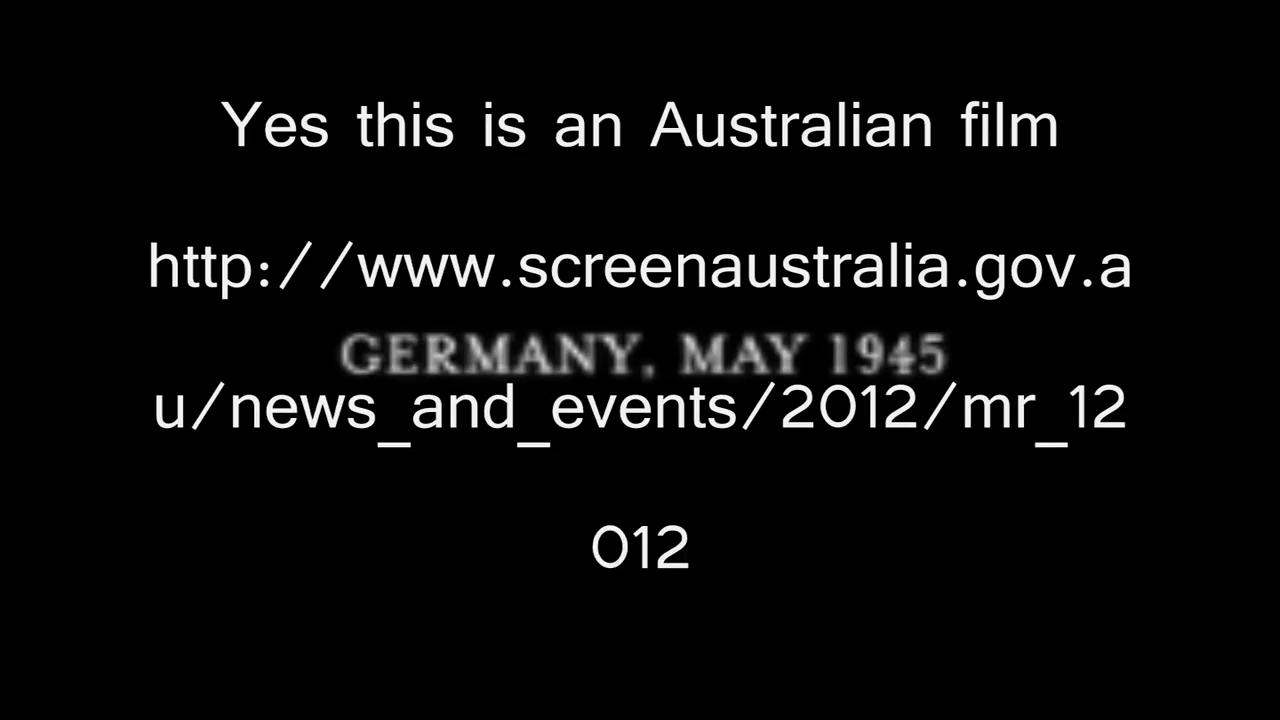 Yes this is an Australian film
http://www.screenaustralia.gov.a
GERMANY, MAY 1945
u/news_and_events/2012/mr_12
012